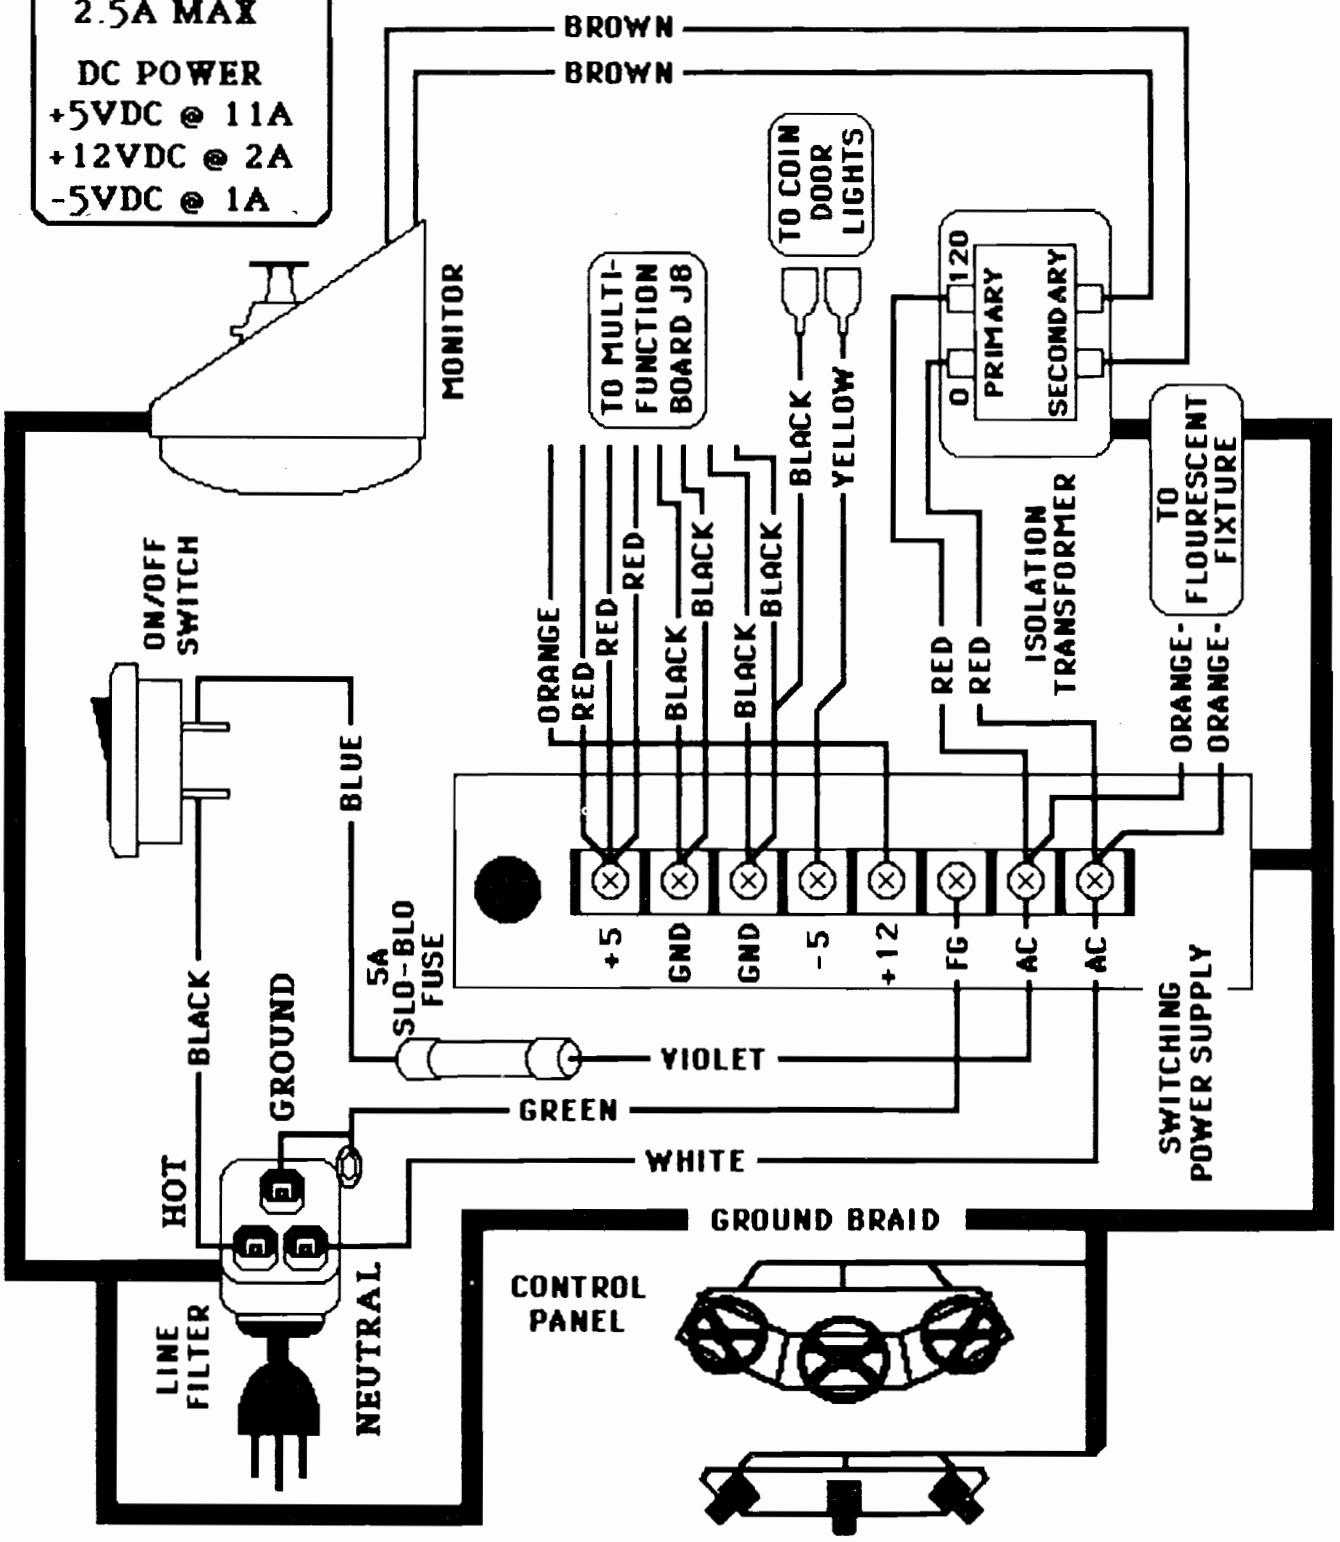 2.5A MAX
DC POWER
+5VDC @ 11A
+12VDC @ 2A
-5VDC @ 1A
BROWN
BROWN
MONITOR
TO MULTI-
FUNCTION
BOARD J8
TO COIN
DOOR
LIGHTS
0
120
PRIMARY
SECONDARY
ISOLATION
TRANSFORMER
TO
FLOURESCENT
FIXTURE
ON/OFF
SWITCH
BLUE
BLACK
ORANGE
RED
RED
RED
BLACK
BLACK
BLACK
BLACK
BLACK
YELLOW
RED
RED
ORANGE-
ORANGE-
+5
GND
GND
-5
+12
FG
AC
AC
SWITCHING
POWER SUPPLY
5A
SLO-BLO
FUSE
VIOLET
GREEN
WHITE
GROUND
HOT
NEUTRAL
LINE
FILTER
GROUND BRAID
CONTROL
PANEL